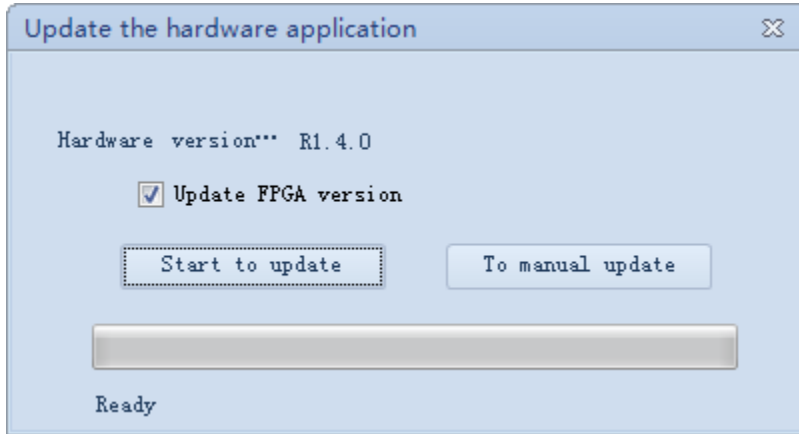 Update the hardware application
Hardware version··· R1.4.0
Update FPGA version
Start to update
To manual update
Ready